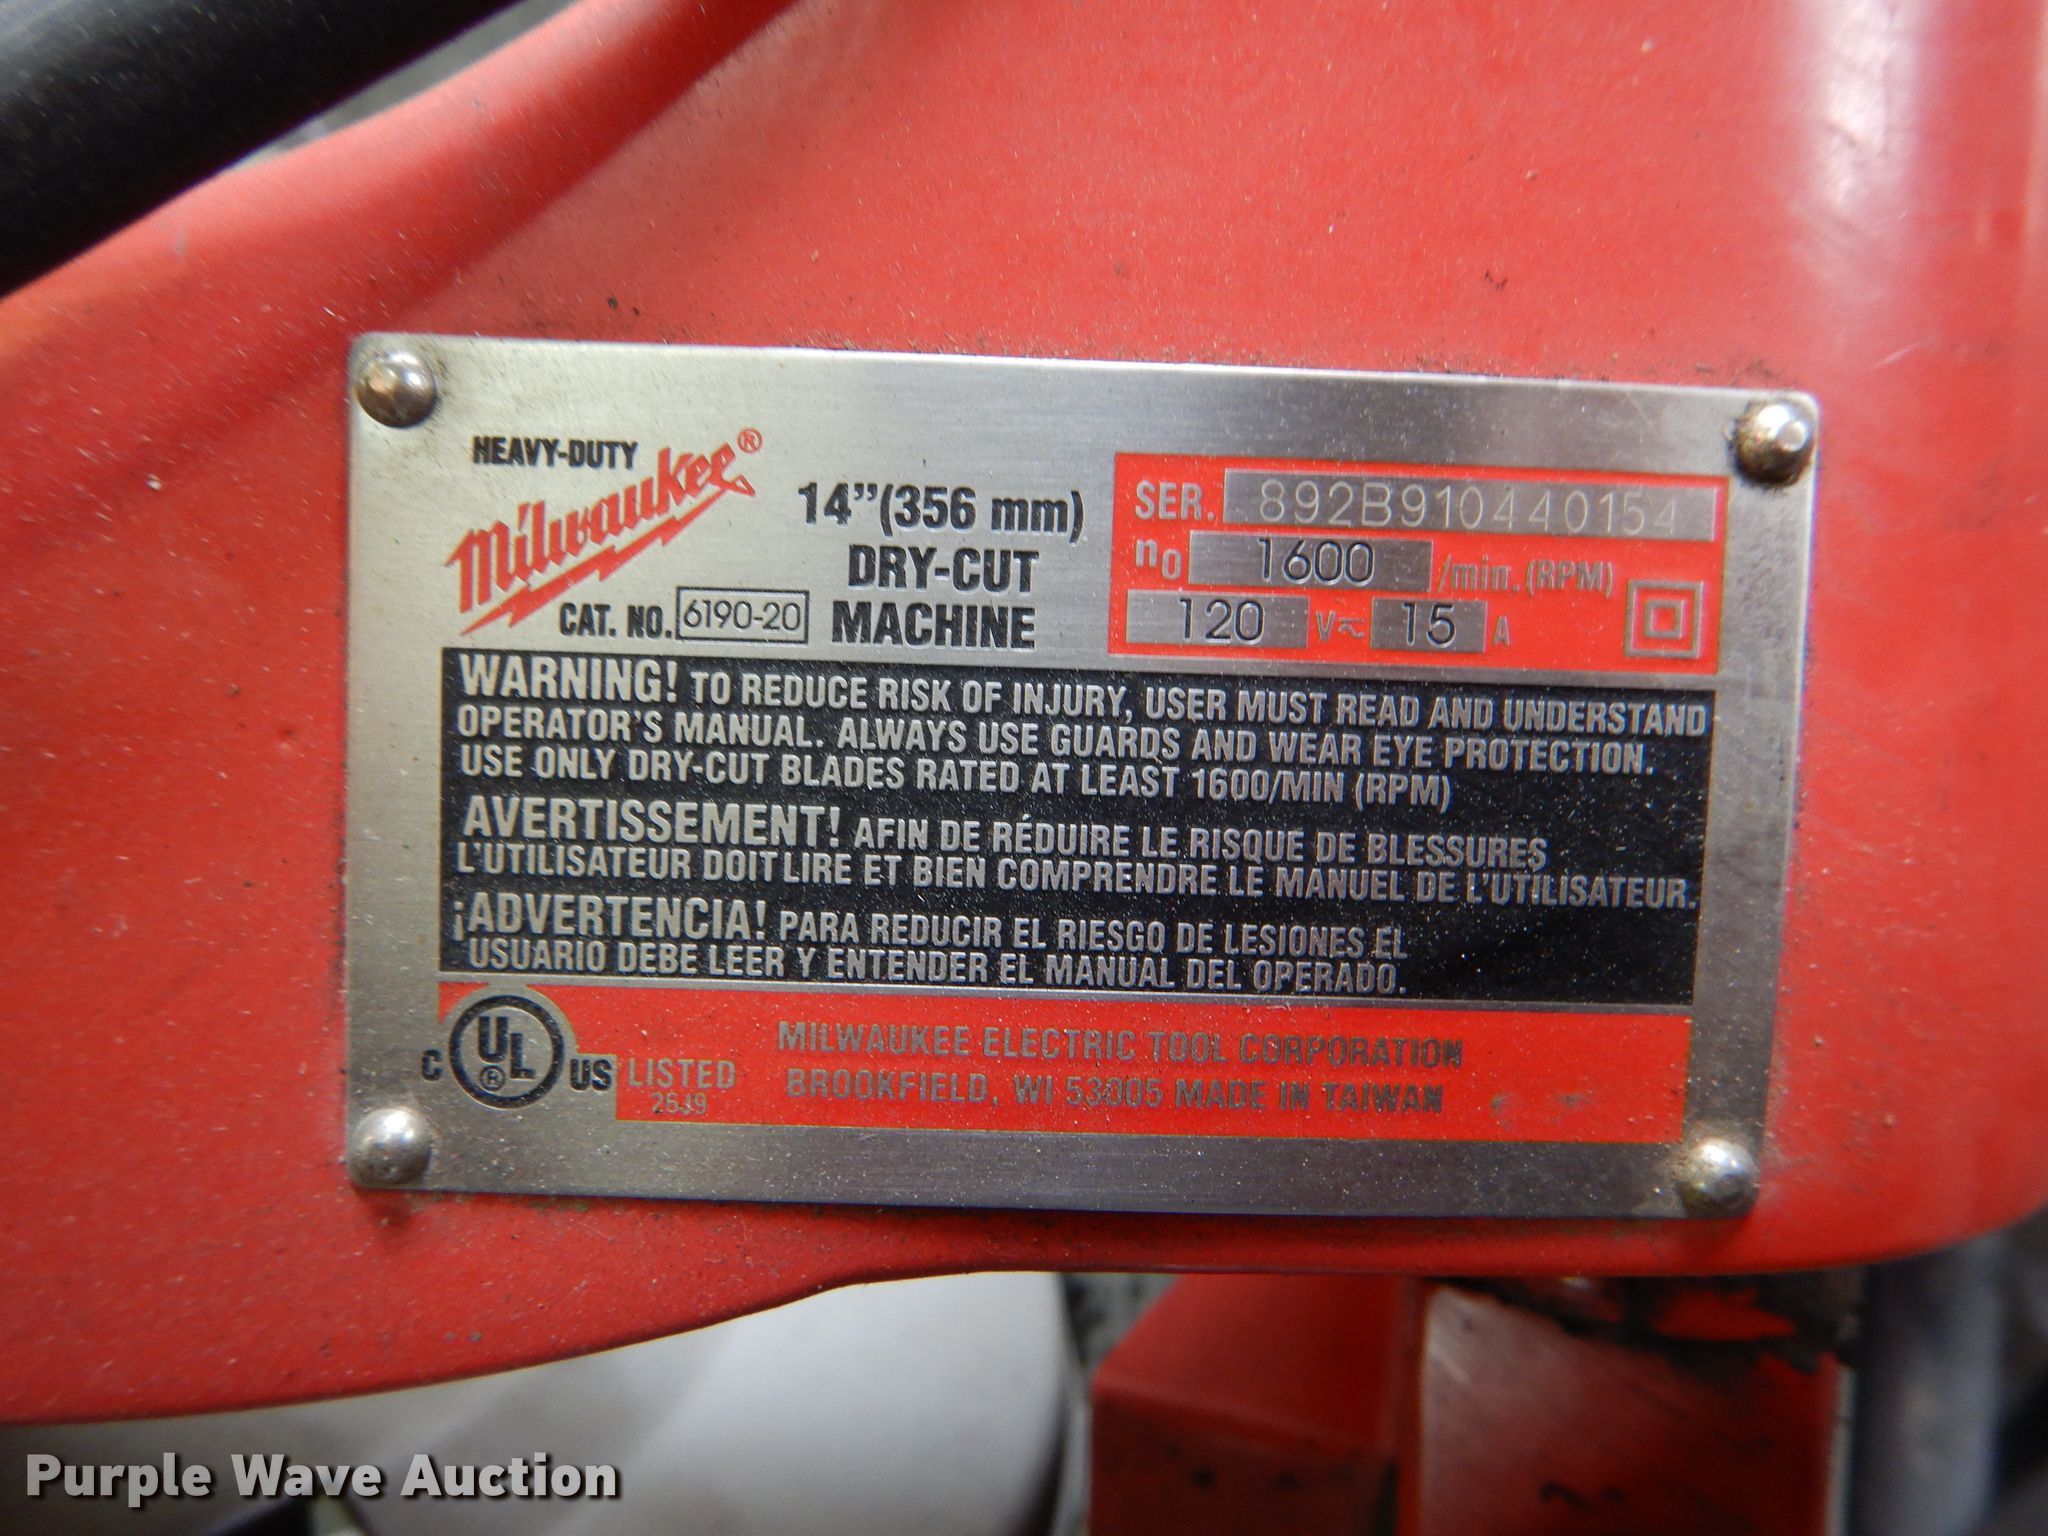 HEAVY-DUTY
Milwaukee®
CAT. NO. 6190-20
14"(356 mm)
DRY-CUT
MACHINE
SER. 892B910440154
n0 1600 /min. (RPM)
120 V 15 A
WARNING! TO REDUCE RISK OF INJURY, USER MUST READ AND UNDERSTAND
OPERATOR'S MANUAL. ALWAYS USE GUARDS AND WEAR EYE PROTECTION.
USE ONLY DRY-CUT BLADES RATED AT LEAST 1600/MIN (RPM)
AVERTISSEMENT! AFIN DE RÉDUIRE LE RISQUE DE BLESSURES
L'UTILISATEUR DOIT LIRE ET BIEN COMPRENDRE LE MANUEL DE L'UTILISATEUR.
¡ADVERTENCIA! PARA REDUCIR EL RIESGO DE LESIONES EL
USUARIO DEBE LEER Y ENTENDER EL MANUAL DEL OPERADO.
C UL® US LISTED
26J9
MILWAUKEE ELECTRIC TOOL CORPORATION
BROOKFIELD, WI 53005 MADE IN TAIWAN
Purple Wave Auction